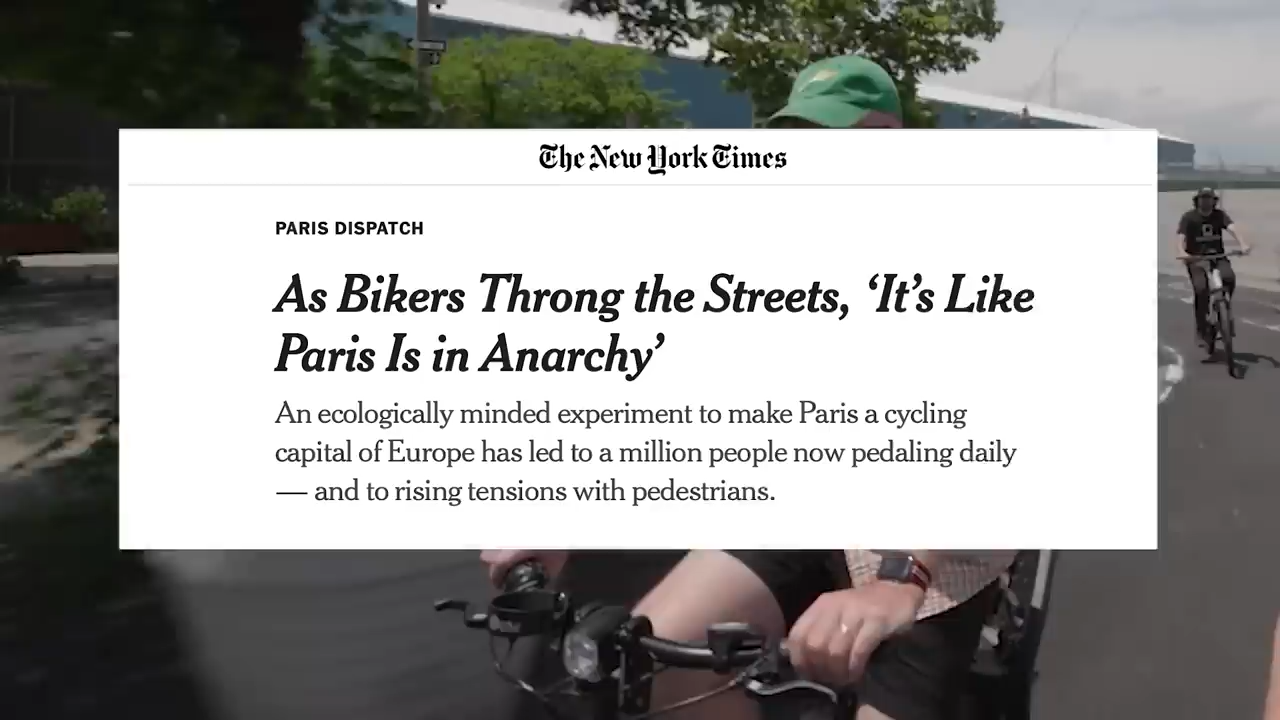 The New York Times
PARIS DISPATCH
As Bikers Throng the Streets, ‘It’s Like
Paris Is in Anarchy’
An ecologically minded experiment to make Paris a cycling
capital of Europe has led to a million people now pedaling daily
— and to rising tensions with pedestrians.